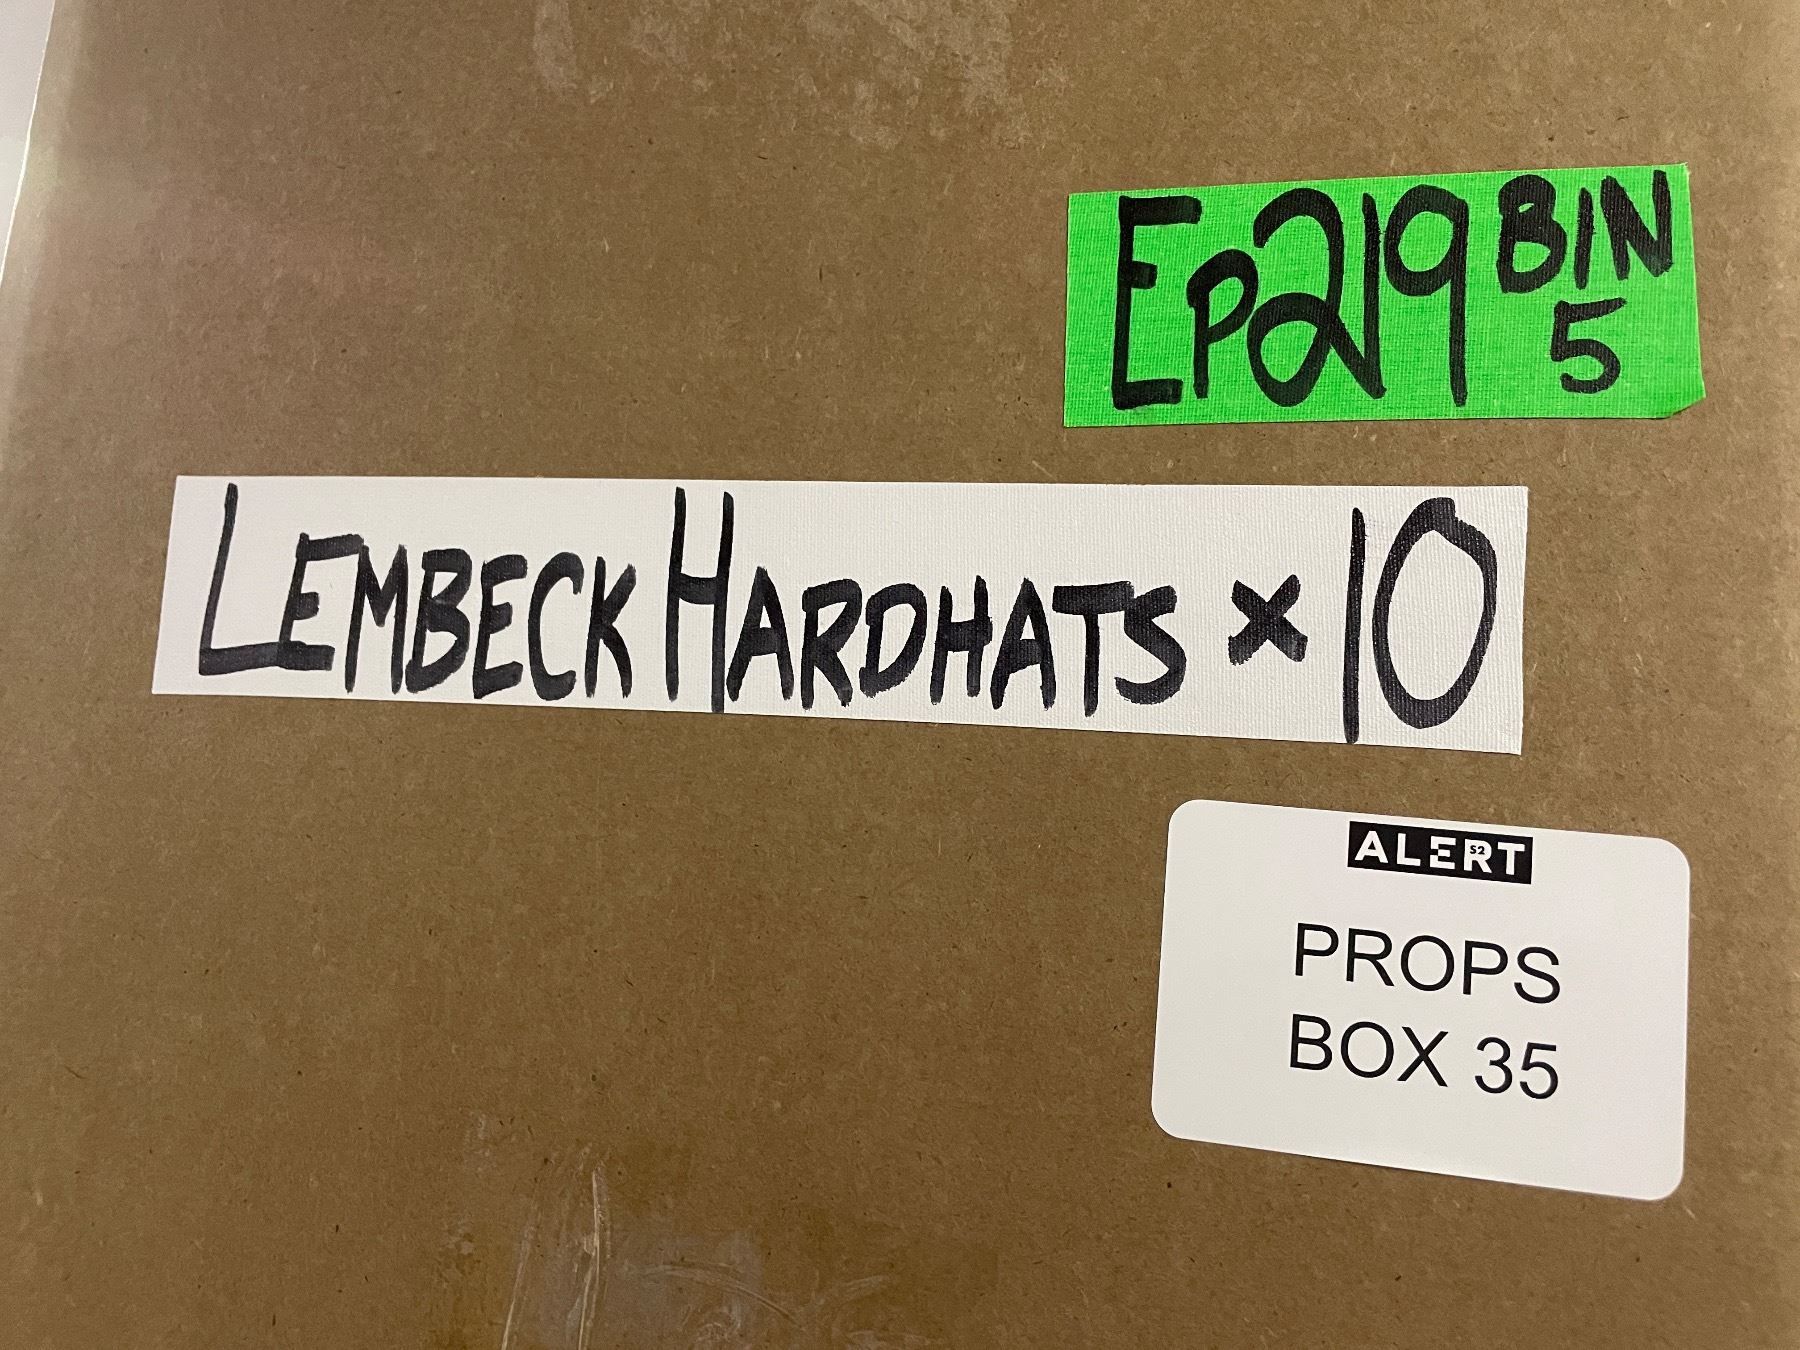 Ep219 BIN
5
LEMBECK HARDHATS x 10
ALERT S2
PROPS
BOX 35